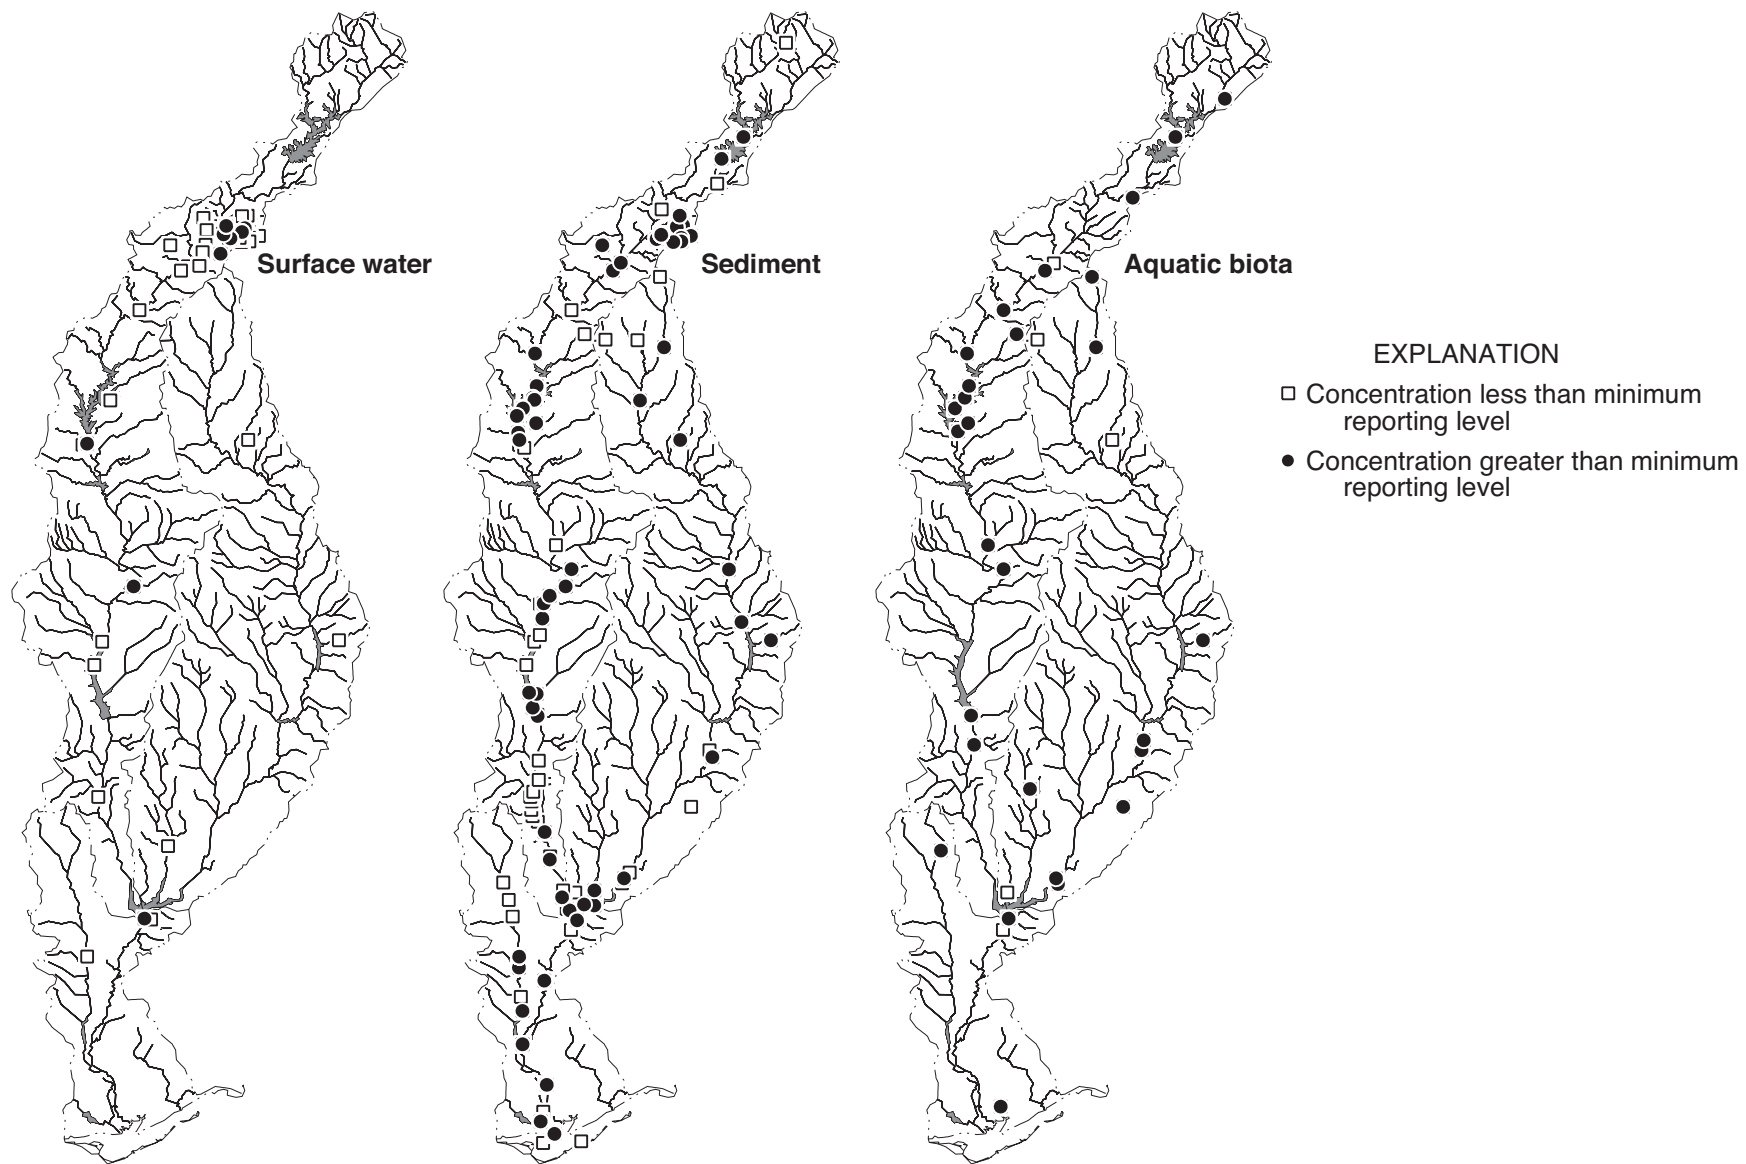 Surface water
Sediment
Aquatic biota
EXPLANATION
Concentration less than minimum
reporting level
Concentration greater than minimum
reporting level